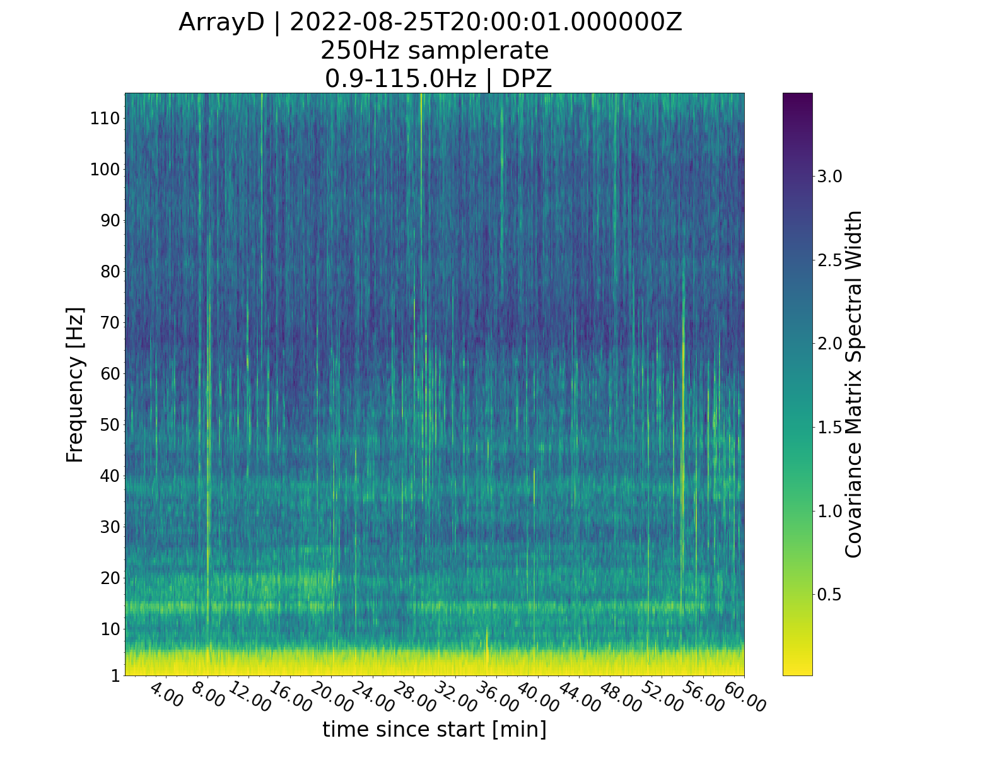 ArrayD | 2022-08-25T20:00:01.000000Z
250Hz samplerate
0.9-115.0Hz | DPZ
Frequency [Hz]
110
100
90
80
70
60
50
40
30
20
10
1
4.00 8.00 12.00 16.00 20.00 24.00 28.00 32.00 36.00 40.00 44.00 48.00 52.00 56.00 60.00
time since start [min]
3.0
2.5
2.0
1.5
1.0
0.5
Covariance Matrix Spectral Width